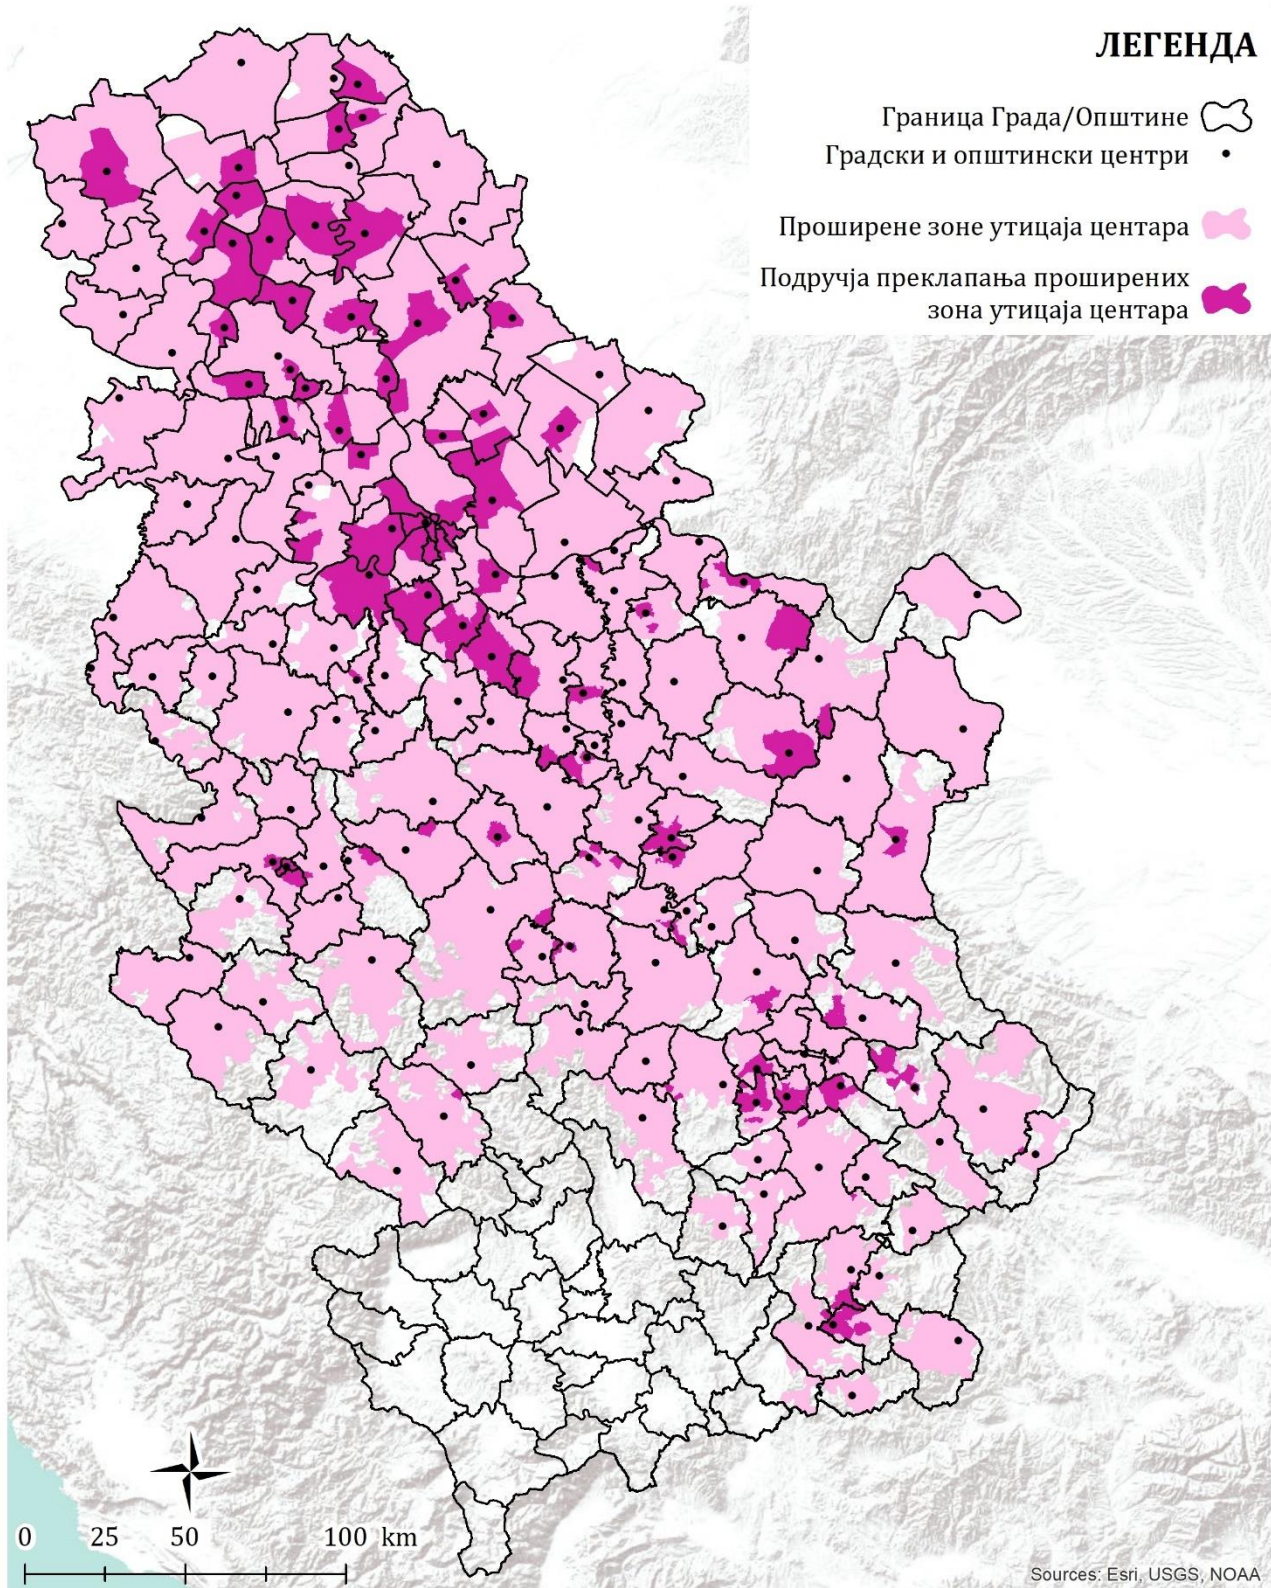 ЛЕГЕНДА
Граница Града/Општине
Градски и општински центри
Проширене зоне утицаја центара
Подручја преклапања проширених
зона утицаја центара
0 25 50 100 km
Sources: Esri, USGS, NOAA